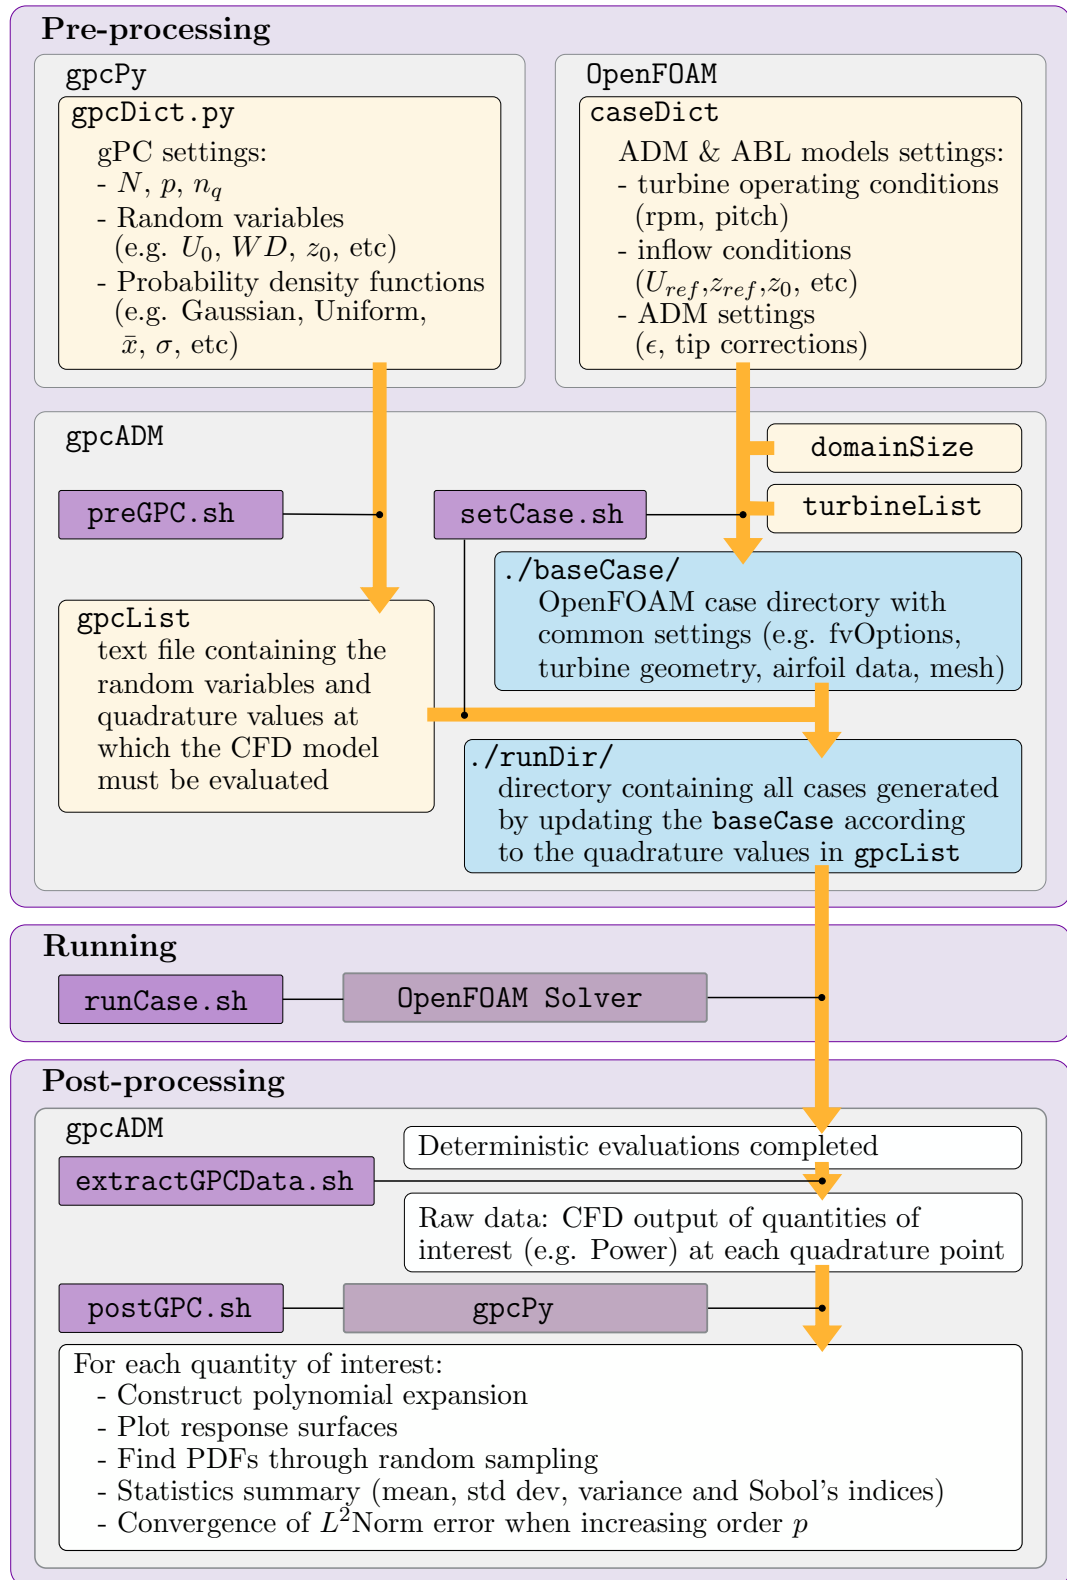 Pre-processing
gpcPy
gpcDict.py
gPC settings:
- N, p, n_q
- Random variables
(e.g. U_0, WD, z_0, etc)
- Probability density functions
(e.g. Gaussian, Uniform,
x̄, σ, etc)
OpenFOAM
caseDict
ADM & ABL models settings:
- turbine operating conditions
(rpm, pitch)
- inflow conditions
(U_ref,z_ref,z_0, etc)
- ADM settings
(ϵ, tip corrections)
gpcADM
domainSize
turbineList
preGPC.sh
setCase.sh
./baseCase/
OpenFOAM case directory with
common settings (e.g. fvOptions,
turbine geometry, airfoil data, mesh)
gpcList
text file containing the
random variables and
quadrature values at
which the CFD model
must be evaluated
./runDir/
directory containing all cases generated
by updating the baseCase according
to the quadrature values in gpcList
Running
runCase.sh
OpenFOAM Solver
Post-processing
gpcADM
Deterministic evaluations completed
extractGPCData.sh
Raw data: CFD output of quantities of
interest (e.g. Power) at each quadrature point
postGPC.sh
gpcPy
For each quantity of interest:
- Construct polynomial expansion
- Plot response surfaces
- Find PDFs through random sampling
- Statistics summary (mean, std dev, variance and Sobol's indices)
- Convergence of L²Norm error when increasing order p